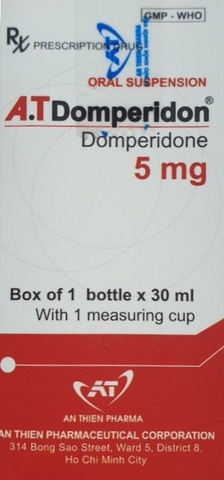 GMP - WHO
Rx PRESCRIPTION DRUG
ORAL SUSPENSION
A.T Domperidon®
Domperidone
5 mg
Box of 1 bottle x 30 ml
With 1 measuring cup
AT
AN THIEN PHARMA
AN THIEN PHARMACEUTICAL CORPORATION
314 Bong Sao Street, Ward 5, District 8,
Ho Chi Minh City